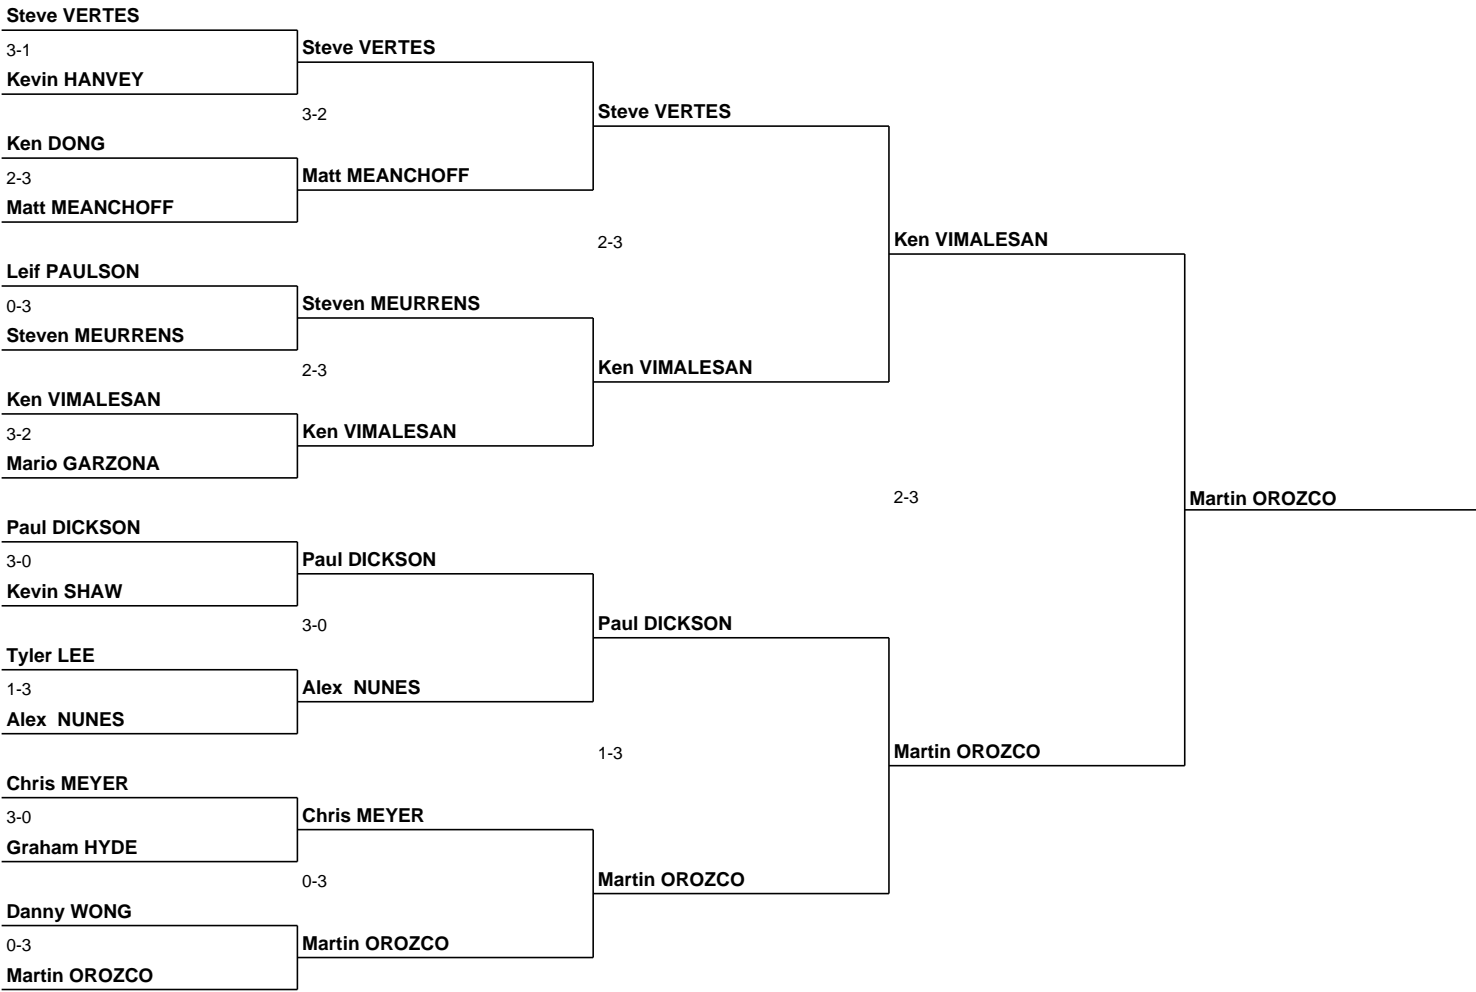 Steve VERTES
3-1
Kevin HANVEY
Ken DONG
2-3
Matt MEANCHOFF
Leif PAULSON
0-3
Steven MEURRENS
Ken VIMALESAN
3-2
Mario GARZONA
Paul DICKSON
3-0
Kevin SHAW
Tyler LEE
1-3
Alex  NUNES
Chris MEYER
3-0
Graham HYDE
Danny WONG
0-3
Martin OROZCO
Steve VERTES
3-2
Matt MEANCHOFF
Steven MEURRENS
2-3
Ken VIMALESAN
Paul DICKSON
3-0
Alex  NUNES
Chris MEYER
0-3
Martin OROZCO
Steve VERTES
2-3
Ken VIMALESAN
Paul DICKSON
1-3
Martin OROZCO
Ken VIMALESAN
2-3
Martin OROZCO
Martin OROZCO